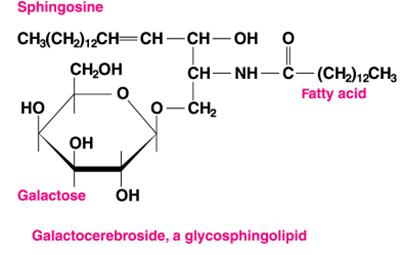 Sphingosine
CH₃(CH₂)₁₂CH=CH—CH—OH O
CH—NH—C—(CH₂)₁₂CH₃
Fatty acid
CH₂OH
O
HO
O—CH₂
OH
Galactose
OH
Galactocerebroside, a glycosphingolipid